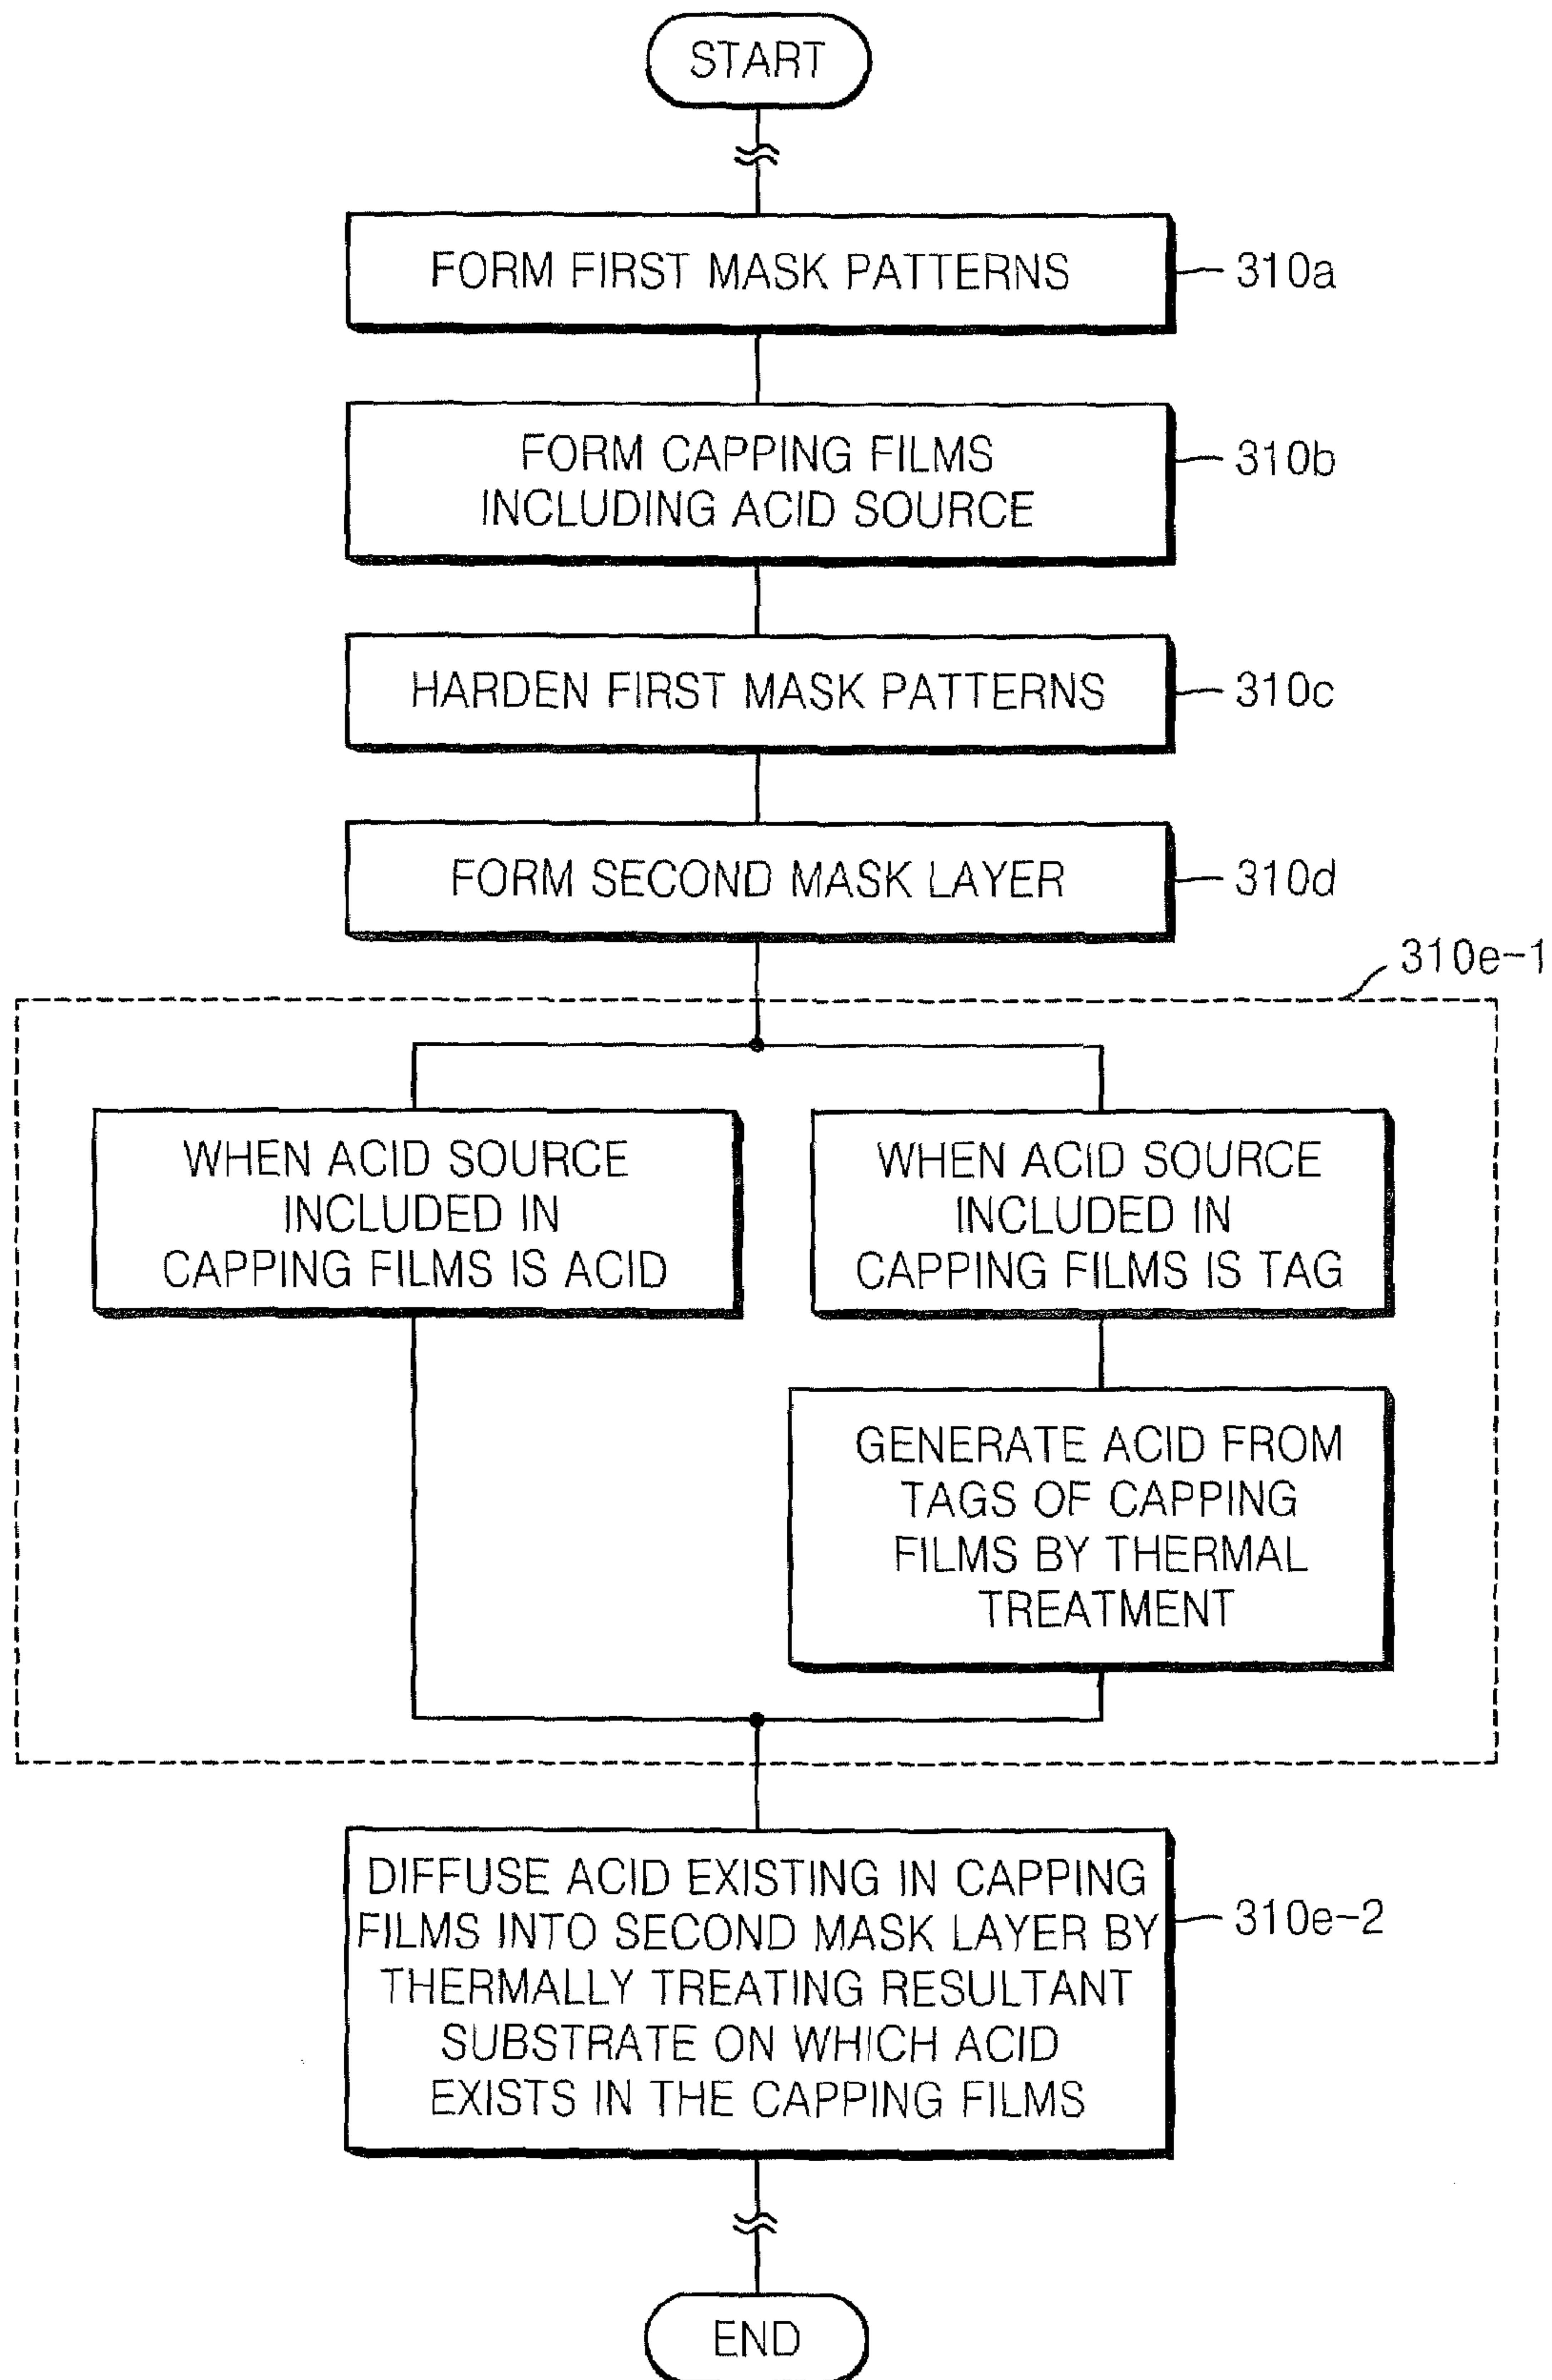 START
FORM FIRST MASK PATTERNS
310a
FORM CAPPING FILMS
INCLUDING ACID SOURCE
310b
HARDEN FIRST MASK PATTERNS
310c
FORM SECOND MASK LAYER
310d
310e-1
WHEN ACID SOURCE
INCLUDED IN
CAPPING FILMS IS ACID
WHEN ACID SOURCE
INCLUDED IN
CAPPING FILMS IS TAG
GENERATE ACID FROM
TAGS OF CAPPING
FILMS BY THERMAL
TREATMENT
DIFFUSE ACID EXISTING IN CAPPING
FILMS INTO SECOND MASK LAYER BY
THERMALLY TREATING RESULTANT
SUBSTRATE ON WHICH ACID
EXISTS IN THE CAPPING FILMS
310e-2
END